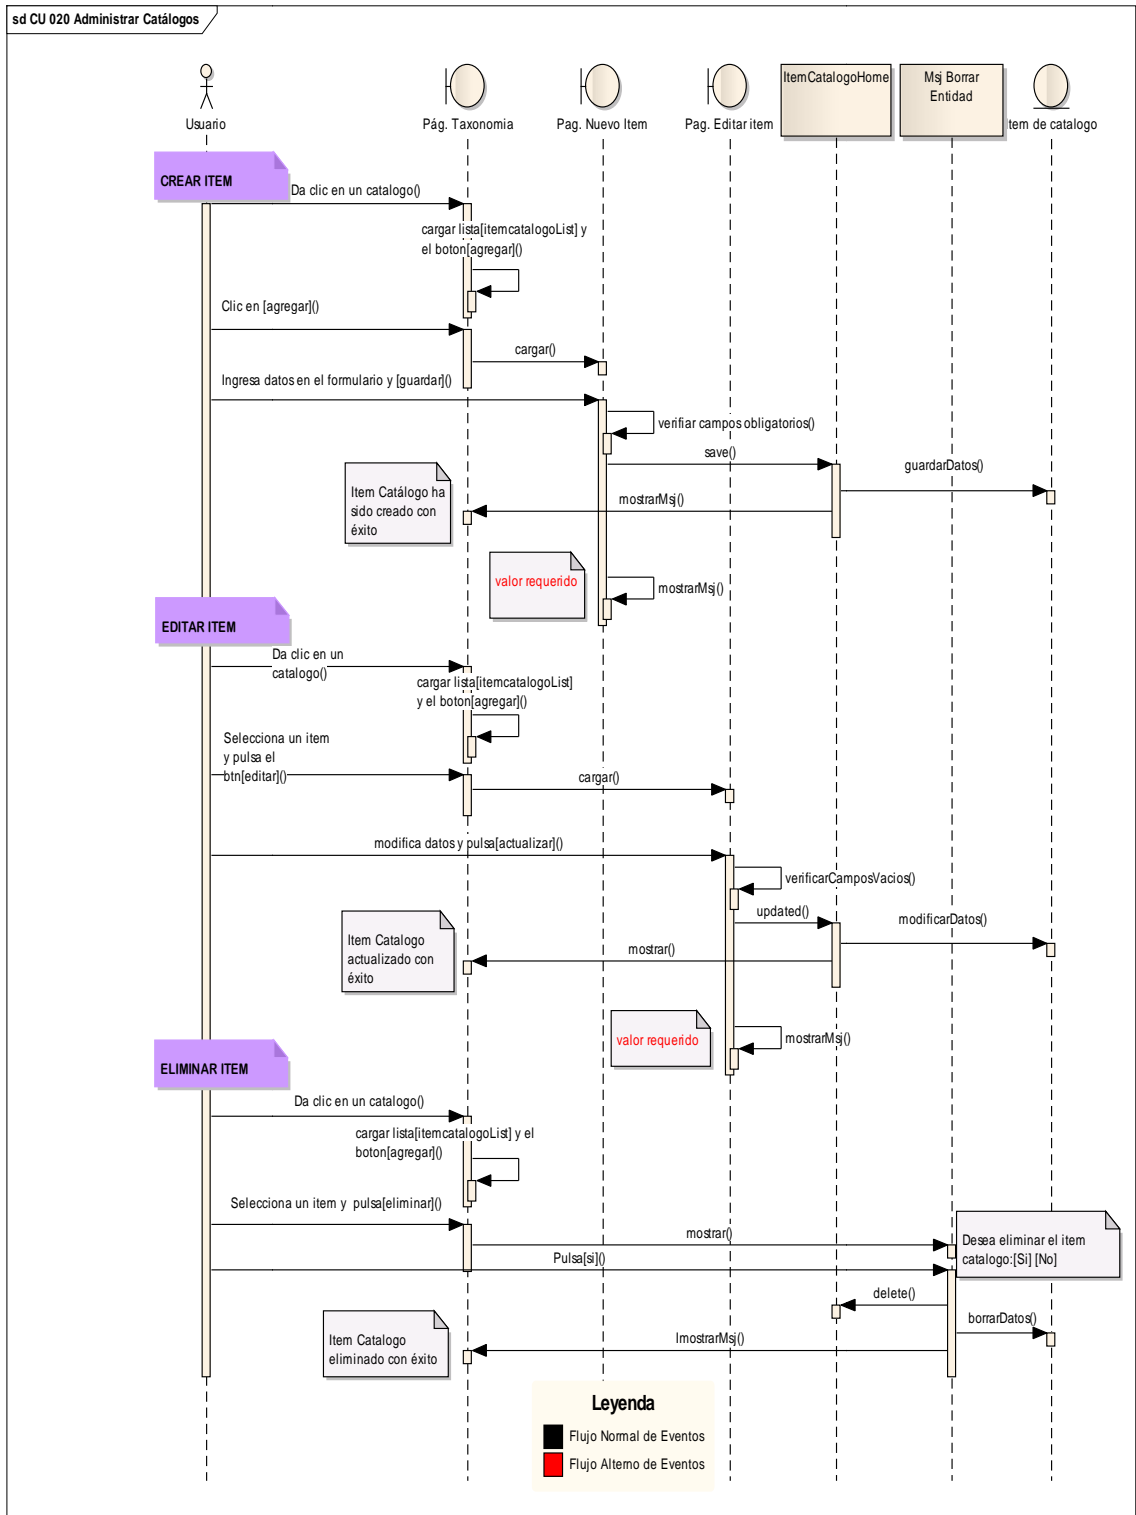 sd CU 020 Administrar Catálogos
Usuario
Pág. Taxonomia
Pag. Nuevo Item
Pag. Editar item
ItemCatalogoHome
Msj Borrar
Entidad
Item de catalogo
CREAR ITEM
Da clic en un catalogo()
cargar lista[itemcatalogoList] y
el boton[agregar]()
Clic en [agregar]()
cargar()
Ingresa datos en el formulario y [guardar]()
verifiar campos obligatorios()
save()
guardarDatos()
Item Catálogo ha
sido creado con
éxito
mostrarMsj()
valor requerido
mostrarMsj()
EDITAR ITEM
Da clic en un
catalogo()
cargar lista[itemcatalogoList]
y el boton[agregar]()
Selecciona un item
y pulsa el
btn[editar]()
cargar()
modifica datos y pulsa[actualizar]()
verificarCamposVacios()
updated()
modificarDatos()
Item Catalogo
actualizado con
éxito
mostrar()
valor requerido
mostrarMsj()
ELIMINAR ITEM
Da clic en un catalogo()
cargar lista[itemcatalogoList] y el
boton[agregar]()
Selecciona un item y  pulsa[eliminar]()
mostrar()
Desea eliminar el item
catalogo:[Si] [No]
Pulsa[si]()
delete()
borrarDatos()
Item Catalogo
eliminado con éxito
lmostrarMsj()
Leyenda
Flujo Normal de Eventos
Flujo Alterno de Eventos